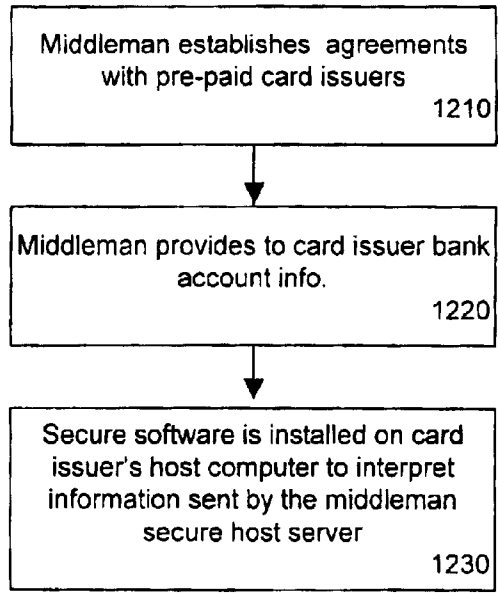 Middleman establishes agreements
with pre-paid card issuers
1210
Middleman provides to card issuer bank
account info.
1220
Secure software is installed on card
issuer's host computer to interpret
information sent by the middleman
secure host server
1230